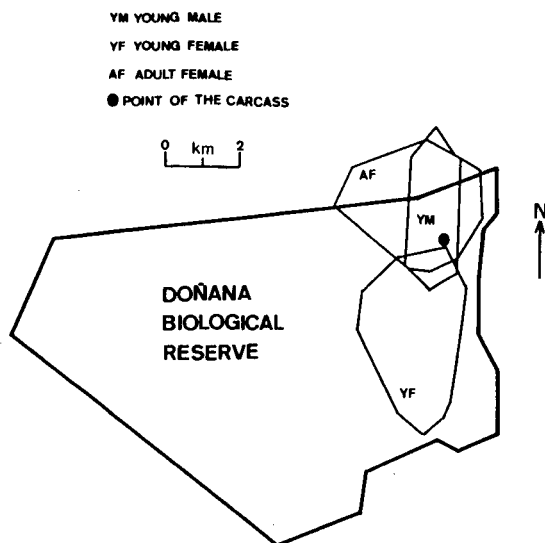 YM YOUNG MALE
YF YOUNG FEMALE
AF ADULT FEMALE
POINT OF THE CARCASS
0 km 2
AF
N
YM
DOÑANA
BIOLOGICAL
RESERVE
YF